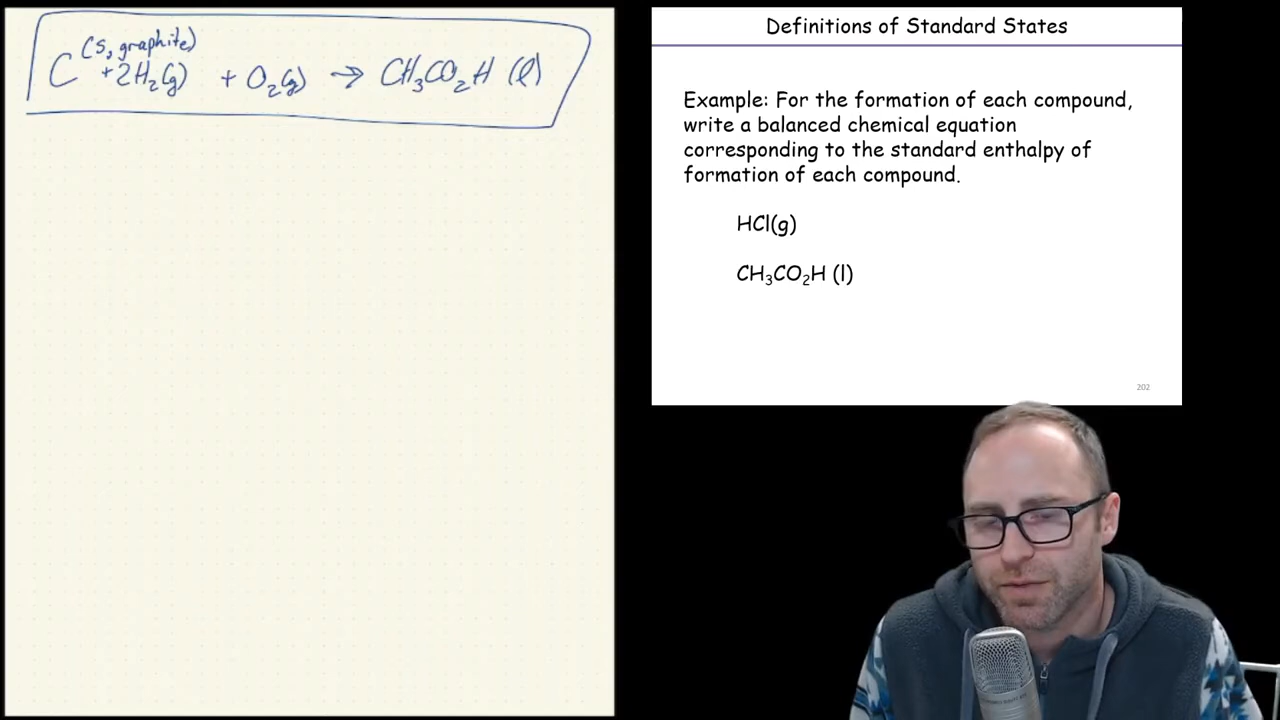 C (s, graphite) + 2H₂(g) + O₂(g) → CH₃CO₂H (l)
Definitions of Standard States
Example: For the formation of each compound,
write a balanced chemical equation
corresponding to the standard enthalpy of
formation of each compound.
HCl(g)
CH₃CO₂H (l)
202